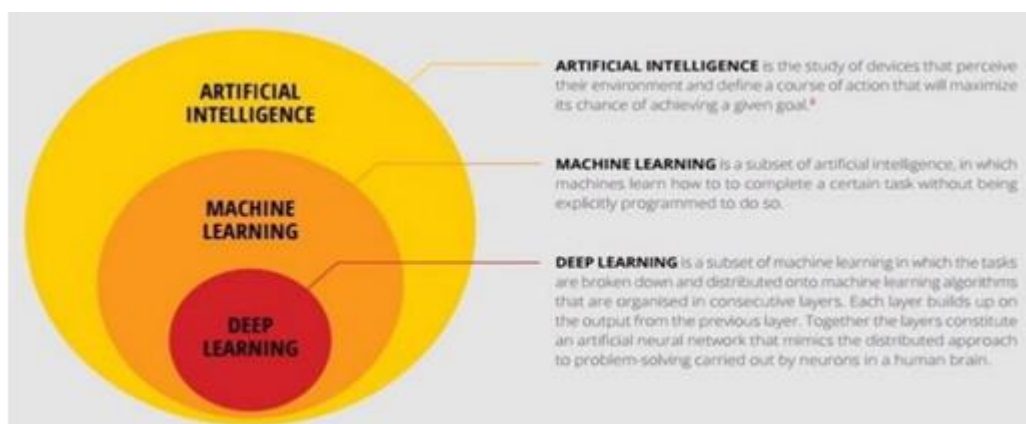 ARTIFICIAL
INTELLIGENCE
MACHINE
LEARNING
DEEP
LEARNING
ARTIFICIAL INTELLIGENCE is the study of devices that perceive
their environment and define a course of action that will maximize
its chance of achieving a given goal.
MACHINE LEARNING is a subset of artificial intelligence, in which
machines learn how to to complete a certain task without being
explicitly programmed to do so.
DEEP LEARNING is a subset of machine learning in which the tasks
are broken down and distributed onto machine learning algorithms
that are organised in consecutive layers. Each layer builds up on
the output from the previous layer. Together the layers constitute
an artificial neural network that mimics the distributed approach
to problem-solving carried out by neurons in a human brain.